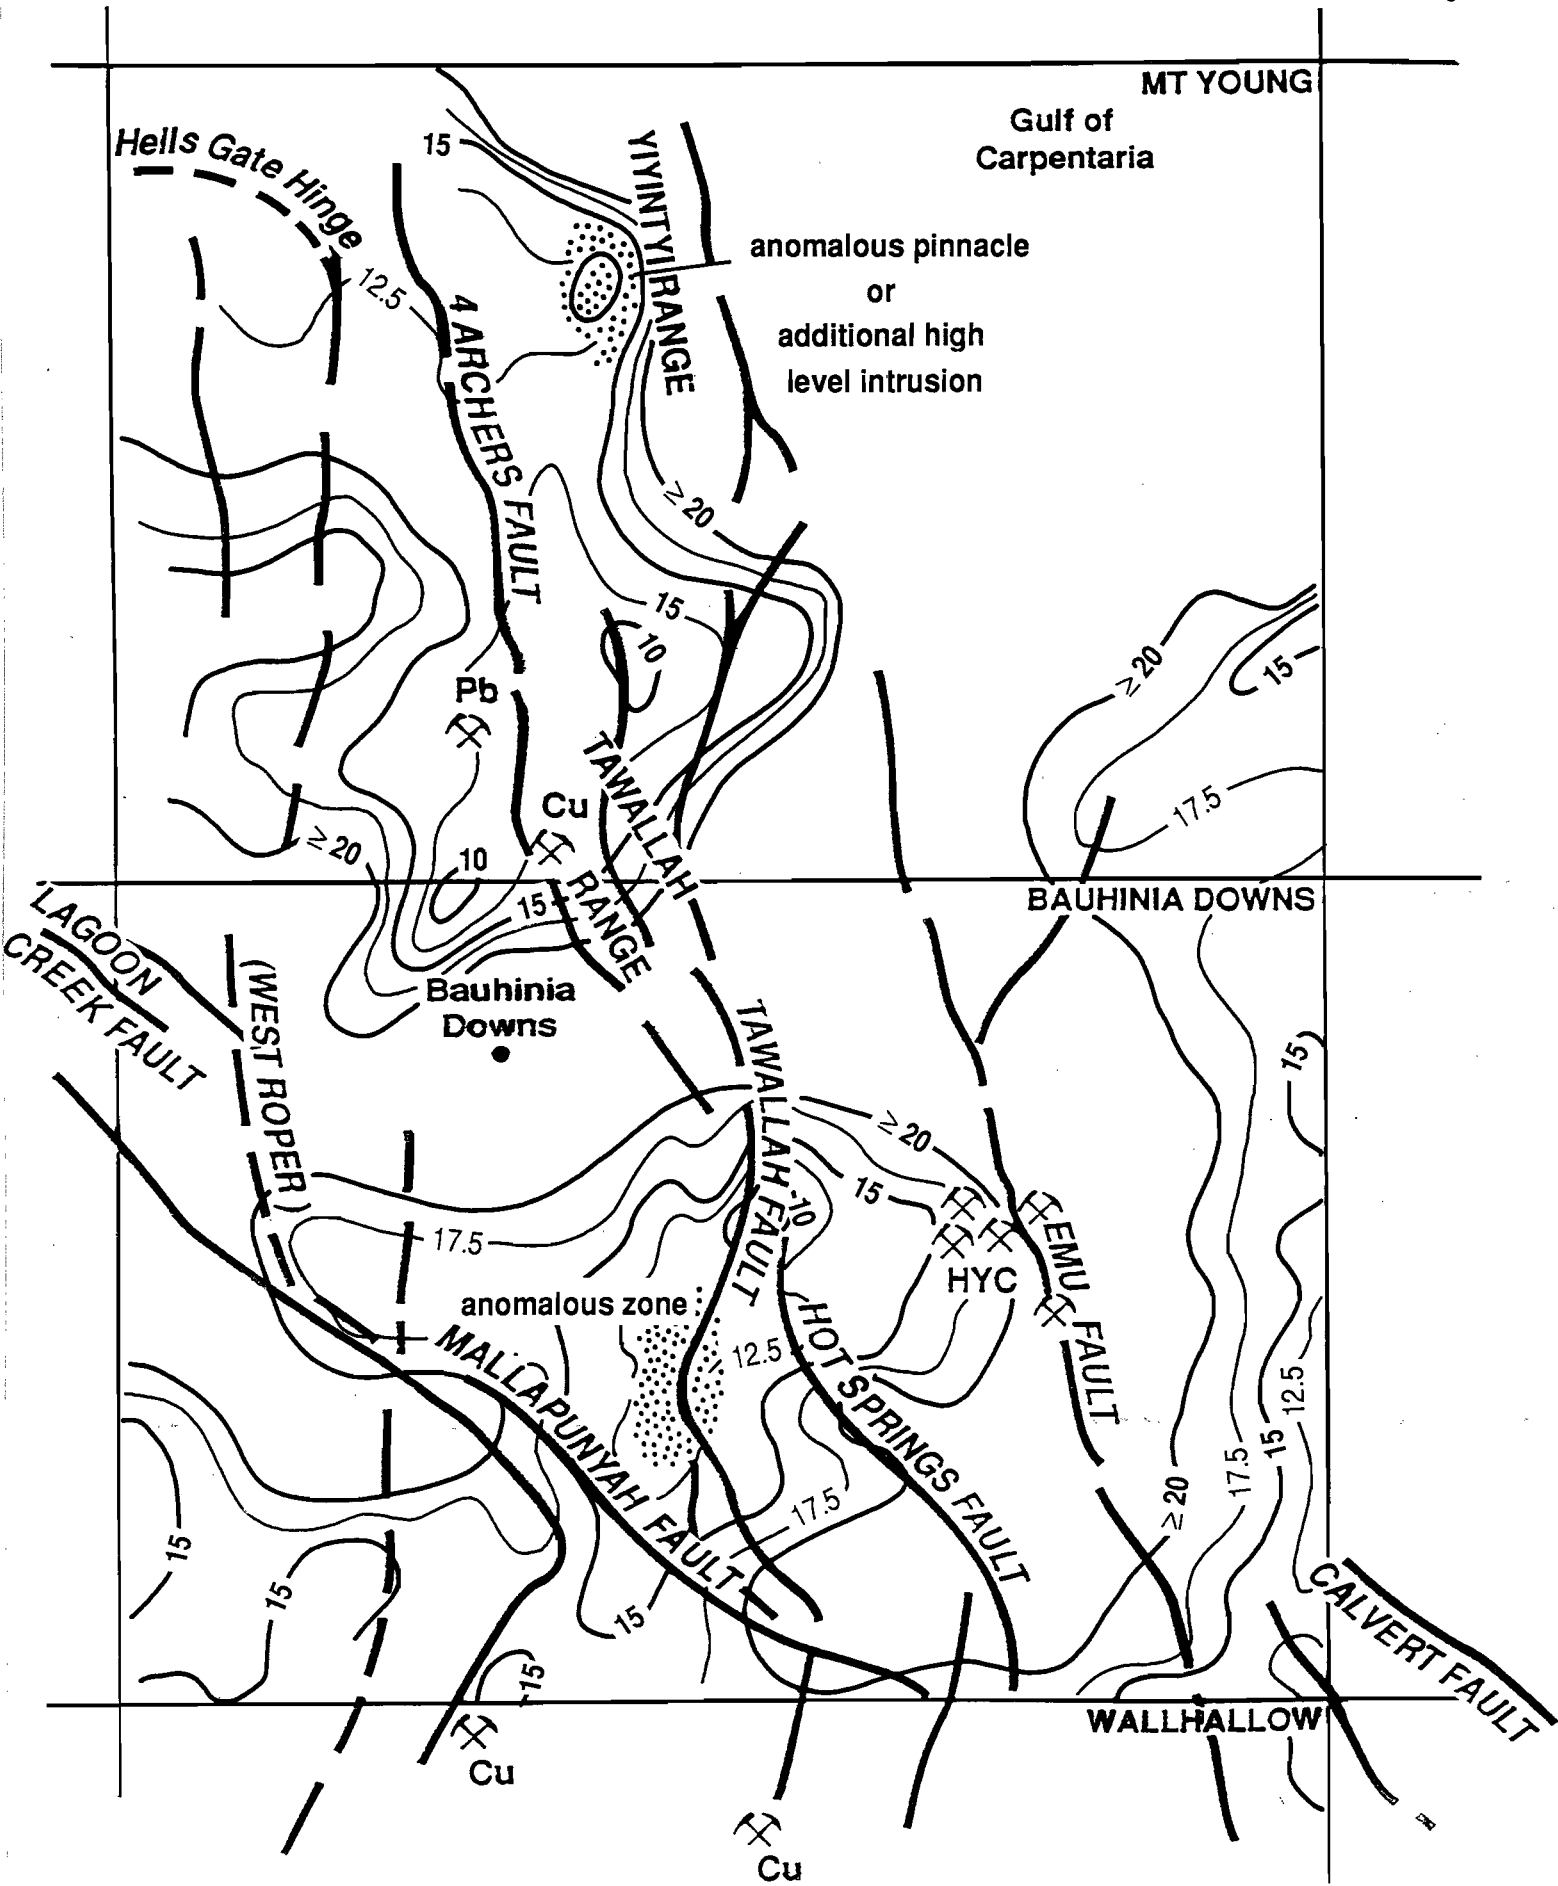 MT YOUNG
Gulf of
Carpentaria
Hells Gate Hinge
15
YIYINTYI RANGE
anomalous pinnacle
or
additional high
level intrusion
12.5
4 ARCHERS FAULT
≥ 20
15
10
≥ 20
15
Pb
TAWALLAH
RANGE
Cu
17.5
≥ 20
10
15
BAUHINIA DOWNS
LAGOON
CREEK FAULT
(WEST ROPER)
Bauhinia
Downs
TAWALLAH FAULT
15
≥ 20
15
10
17.5
HYC
EMU FAULT
anomalous zone
HOT SPRINGS FAULT
12.5
MALLAPUNYAH FAULT
12.5
15
17.5
≥ 20
17.5
15
15
15
CALVERT FAULT
15
WALLHALLOW
Cu
Cu